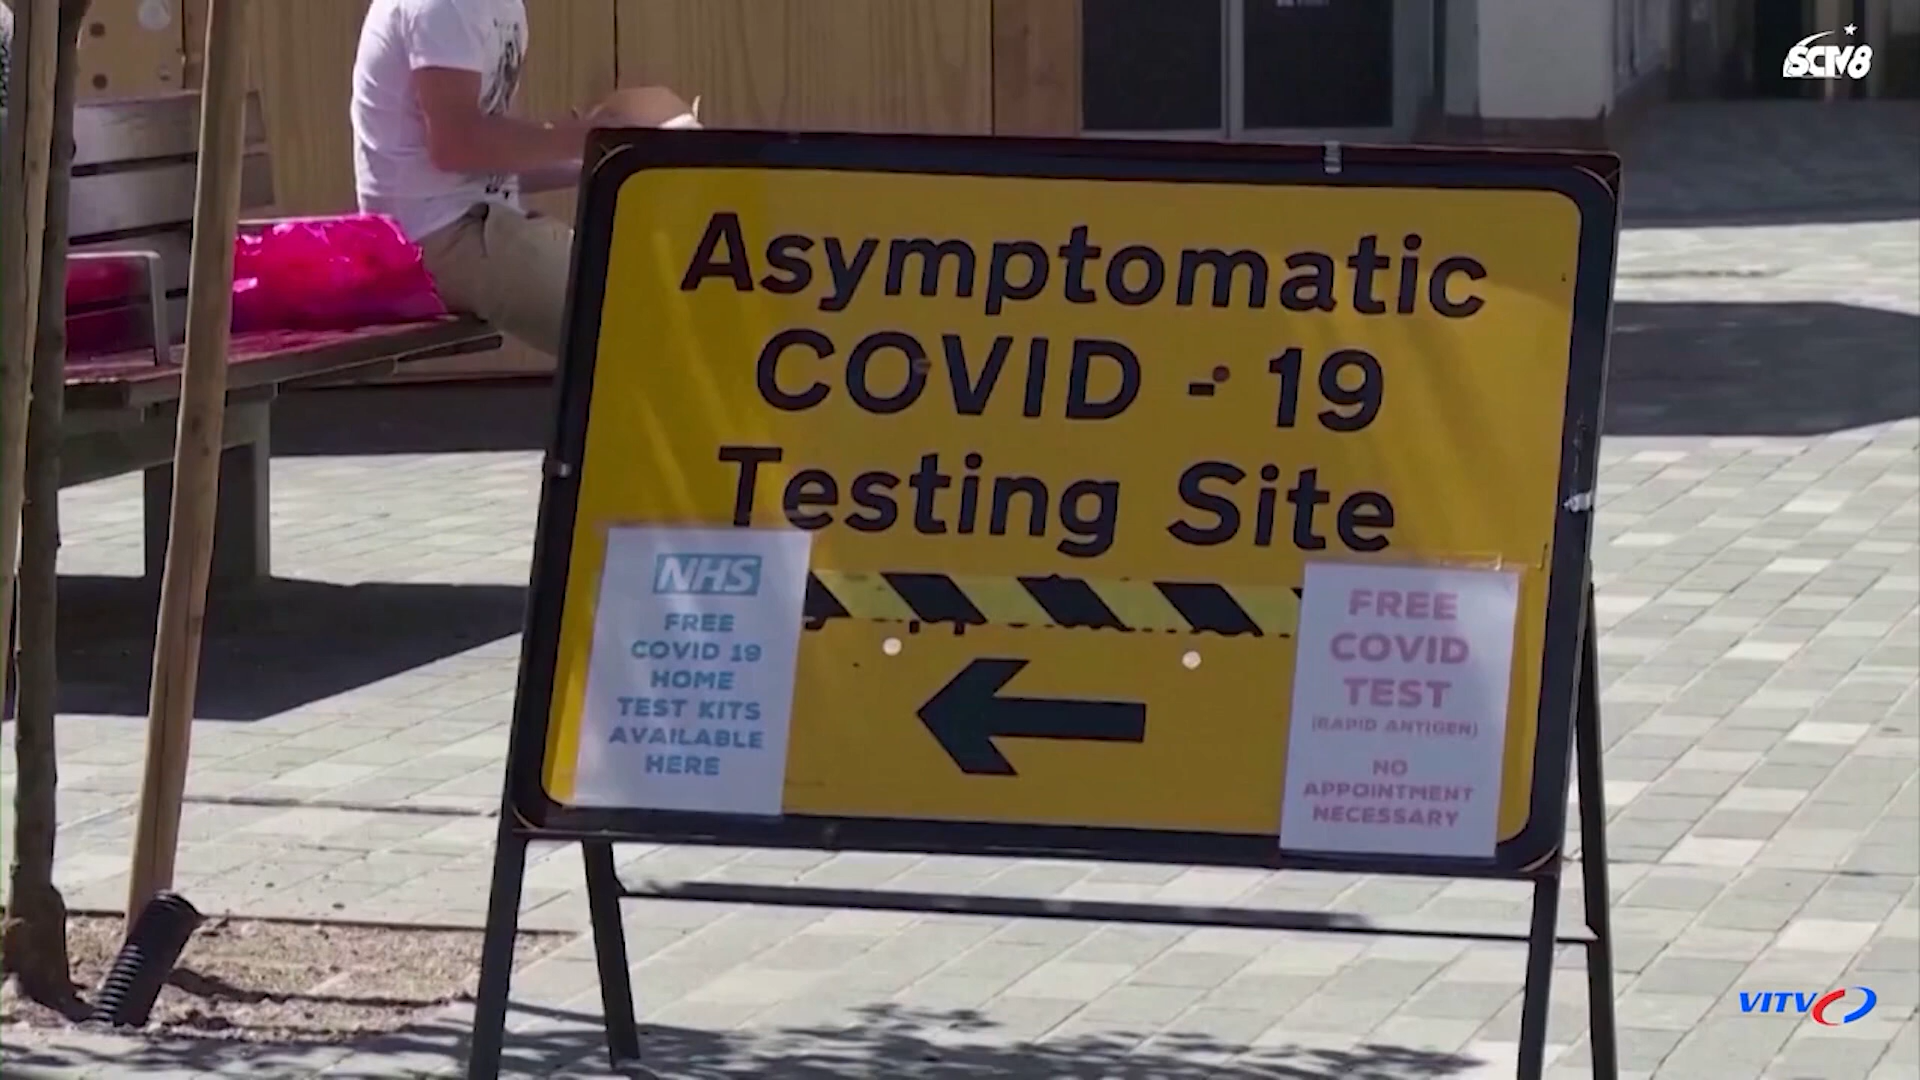 SCTV8
Asymptomatic
COVID - 19
Testing Site
NHS
FREE
COVID 19
HOME
TEST KITS
AVAILABLE
HERE
FREE
COVID
TEST
(RAPID ANTIGEN)
NO
APPOINTMENT
NECESSARY
VITV